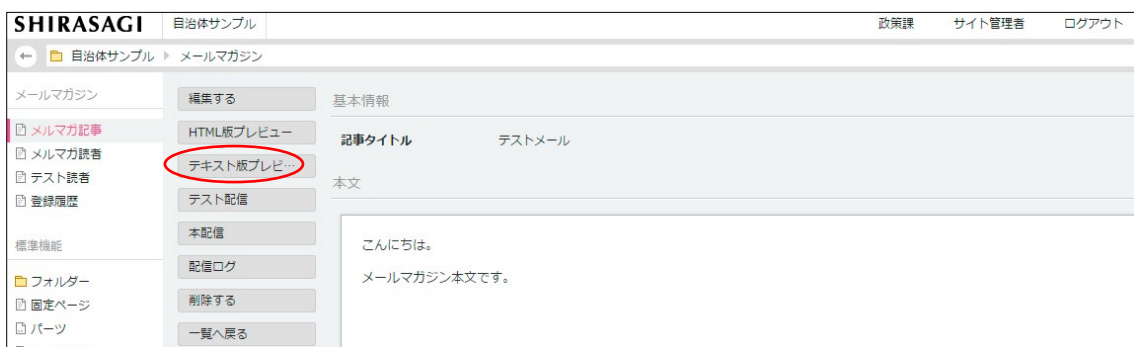 SHIRASAGI 自治体サンプル 政策課 サイト管理者 ログアウト
← 自治体サンプル メールマガジン
メールマガジン
メルマガ記事
メルマガ読者
テスト読者
登録履歴
標準機能
フォルダー
固定ページ
パーツ
編集する
HTML版プレビュー
テキスト版プレビ…
テスト配信
本配信
配信ログ
削除する
一覧へ戻る
基本情報
記事タイトル テストメール
本文
こんにちは。
メールマガジン本文です。